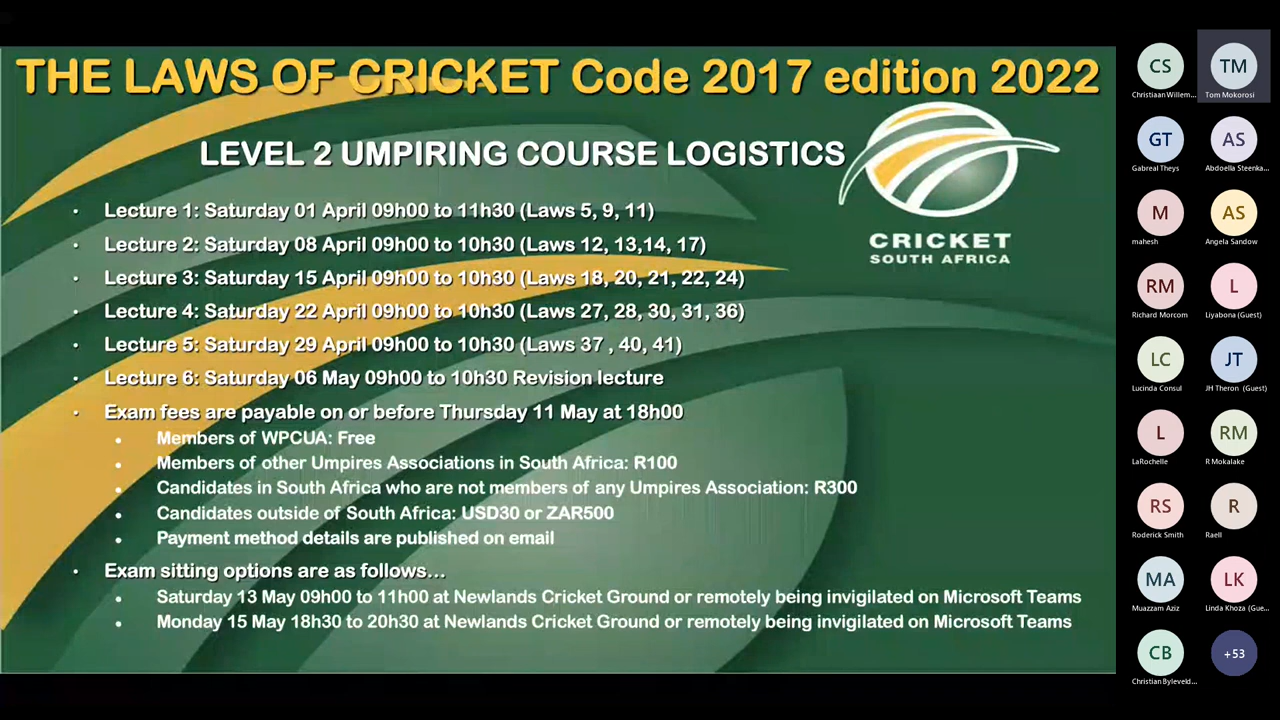 THE LAWS OF CRICKET Code 2017 edition 2022
LEVEL 2 UMPIRING COURSE LOGISTICS
CRICKET
SOUTH AFRICA
• Lecture 1: Saturday 01 April 09h00 to 11h30 (Laws 5, 9, 11)
• Lecture 2: Saturday 08 April 09h00 to 10h30 (Laws 12, 13,14, 17)
• Lecture 3: Saturday 15 April 09h00 to 10h30 (Laws 18, 20, 21, 22, 24)
• Lecture 4: Saturday 22 April 09h00 to 10h30 (Laws 27, 28, 30, 31, 36)
• Lecture 5: Saturday 29 April 09h00 to 10h30 (Laws 37 , 40, 41)
• Lecture 6: Saturday 06 May 09h00 to 10h30 Revision lecture
• Exam fees are payable on or before Thursday 11 May at 18h00
• Members of WPCUA: Free
• Members of other Umpires Associations in South Africa: R100
• Candidates in South Africa who are not members of any Umpires Association: R300
• Candidates outside of South Africa: USD30 or ZAR500
• Payment method details are published on email
• Exam sitting options are as follows...
• Saturday 13 May 09h00 to 11h00 at Newlands Cricket Ground or remotely being invigilated on Microsoft Teams
• Monday 15 May 18h30 to 20h30 at Newlands Cricket Ground or remotely being invigilated on Microsoft Teams
CS
Christiaan Willem...
TM
Tom Mokorosi
GT
Gabreal Theys
AS
Abdoella Steenka...
M
mahesh
AS
Angela Sandow
RM
Richard Morcom
L
Liyabona (Guest)
LC
Lucinda Consul
JT
JH Theron (Guest)
L
LaRochelle
RM
R Mokalake
RS
Roderick Smith
R
Raell
MA
Muazzam Aziz
LK
Linda Khoza (Gue...
CB
Christian Byleveld...
+53